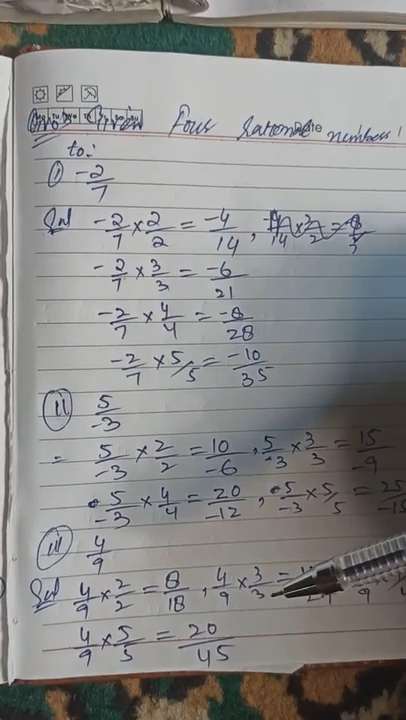 Give Four rational numbers
to:
(i) -2/7
Sol -2/7 × 2/2 = -4/14,
-2/7 × 3/3 = -6/21
-2/7 × 4/4 = -8/28
-2/7 × 5/5 = -10/35
(ii) 5/-3
= 5/-3 × 2/2 = 10/-6, 5/-3 × 3/3 = 15/-9
5/-3 × 4/4 = 20/-12, 5/-3 × 5/5 = 25/-15
(iii) 4/9
Sol 4/9 × 2/2 = 8/18, 4/9 × 3/3 =
4/9 × 5/5 = 20/45